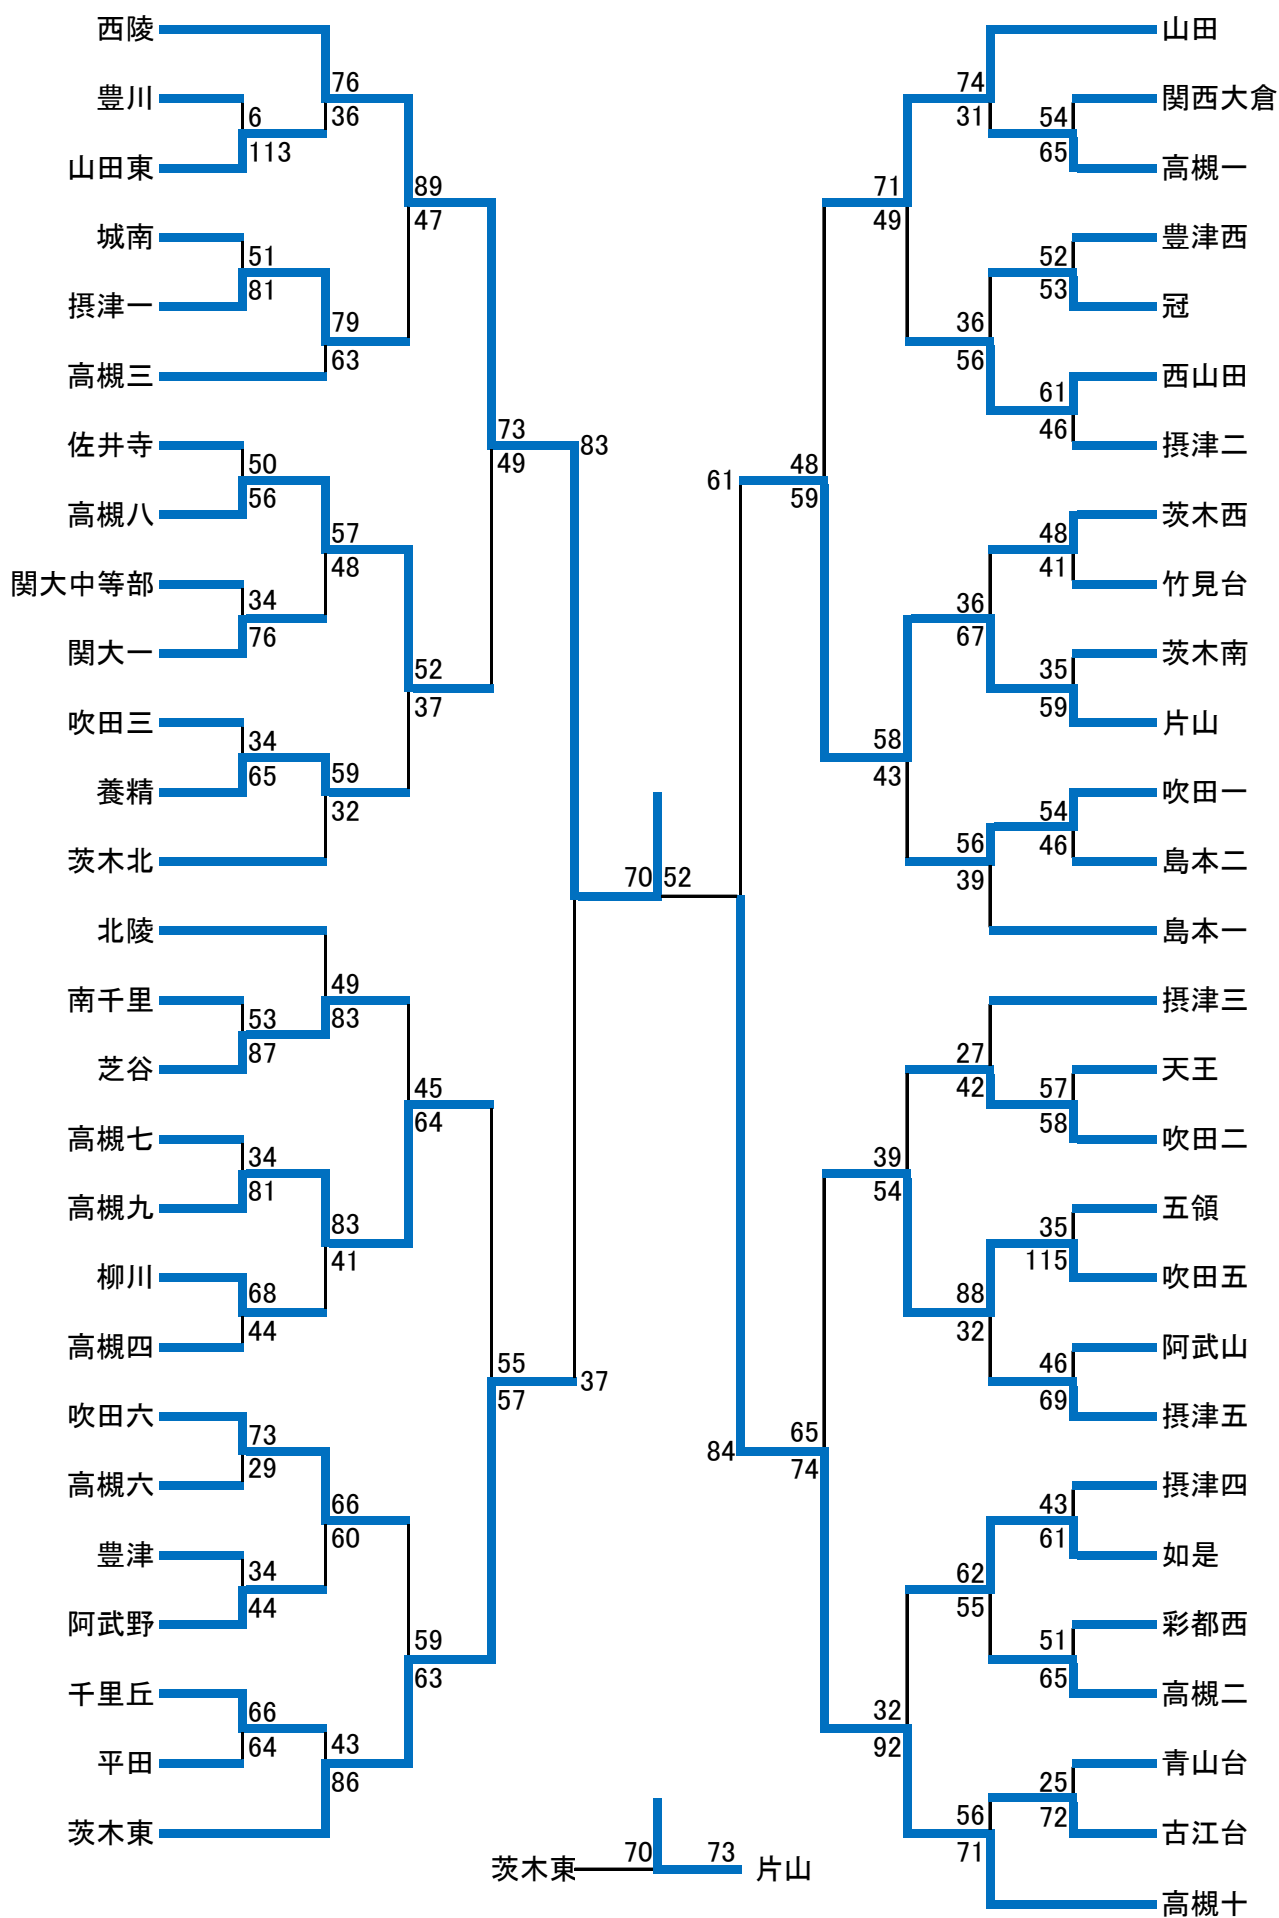 西陵
76
豊川
6
36
山田東
113
89
城南
47
51
摂津一
81
79
高槻三
63
佐井寺
73
83
50
49
高槻八
56
57
関大中等部
48
34
関大一
76
52
37
吹田三
34
養精
65
59
32
茨木北
70
52
北陵
49
南千里
83
53
芝谷
87
45
高槻七
64
34
高槻九
81
83
柳川
41
68
高槻四
44
55
37
吹田六
57
73
高槻六
29
66
豊津
60
34
阿武野
44
59
千里丘
63
66
平田
64
43
86
茨木東
山田
74
関西大倉
31
54
高槻一
65
71
豊津西
49
52
冠
53
36
西山田
56
61
摂津二
46
61
48
茨木西
59
48
竹見台
41
36
茨木南
67
35
片山
59
58
吹田一
43
54
島本二
46
56
39
島本一
摂津三
27
天王
42
57
吹田二
58
39
五領
54
35
吹田五
115
88
阿武山
32
46
摂津五
69
84
65
摂津四
74
43
如是
61
62
彩都西
55
51
高槻二
65
32
青山台
92
25
古江台
72
56
71
高槻十
茨木東
70
73
片山